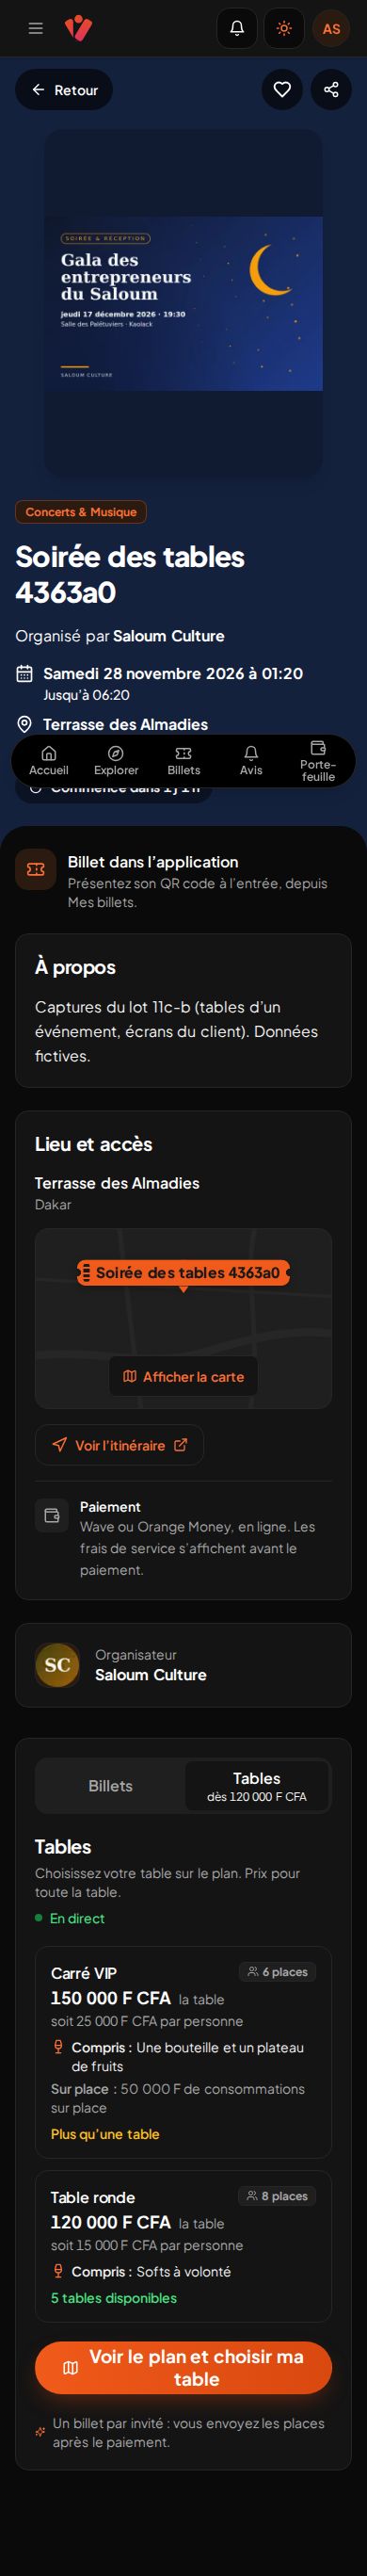 AS
Retour
SOIRÉE & RÉCEPTION
Gala des
entrepreneurs
du Saloum
jeudi 17 décembre 2026 · 19:30
Salle des Palétuviers · Kaolack
SALOUM CULTURE
Concerts & Musique
Soirée des tables
4363a0
Organisé par Saloum Culture
Samedi 28 novembre 2026 à 01:20
Jusqu'à 06:20
Terrasse des Almadies
Accueil
Explorer
Billets
Avis
Porte-
feuille
Commence dans 1 j 1 h
Billet dans l'application
Présentez son QR code à l'entrée, depuis
Mes billets.
À propos
Captures du lot 11c-b (tables d'un
événement, écrans du client). Données
fictives.
Lieu et accès
Terrasse des Almadies
Dakar
Soirée des tables 4363a0
Afficher la carte
Voir l'itinéraire
Paiement
Wave ou Orange Money, en ligne. Les
frais de service s'affichent avant le
paiement.
SC
Organisateur
Saloum Culture
Billets
Tables
dès 120 000 F CFA
Tables
Choisissez votre table sur le plan. Prix pour
toute la table.
En direct
Carré VIP
6 places
150 000 F CFA la table
soit 25 000 F CFA par personne
Compris : Une bouteille et un plateau
de fruits
Sur place : 50 000 F de consommations
sur place
Plus qu'une table
Table ronde
8 places
120 000 F CFA la table
soit 15 000 F CFA par personne
Compris : Softs à volonté
5 tables disponibles
Voir le plan et choisir ma
table
Un billet par invité : vous envoyez les places
après le paiement.